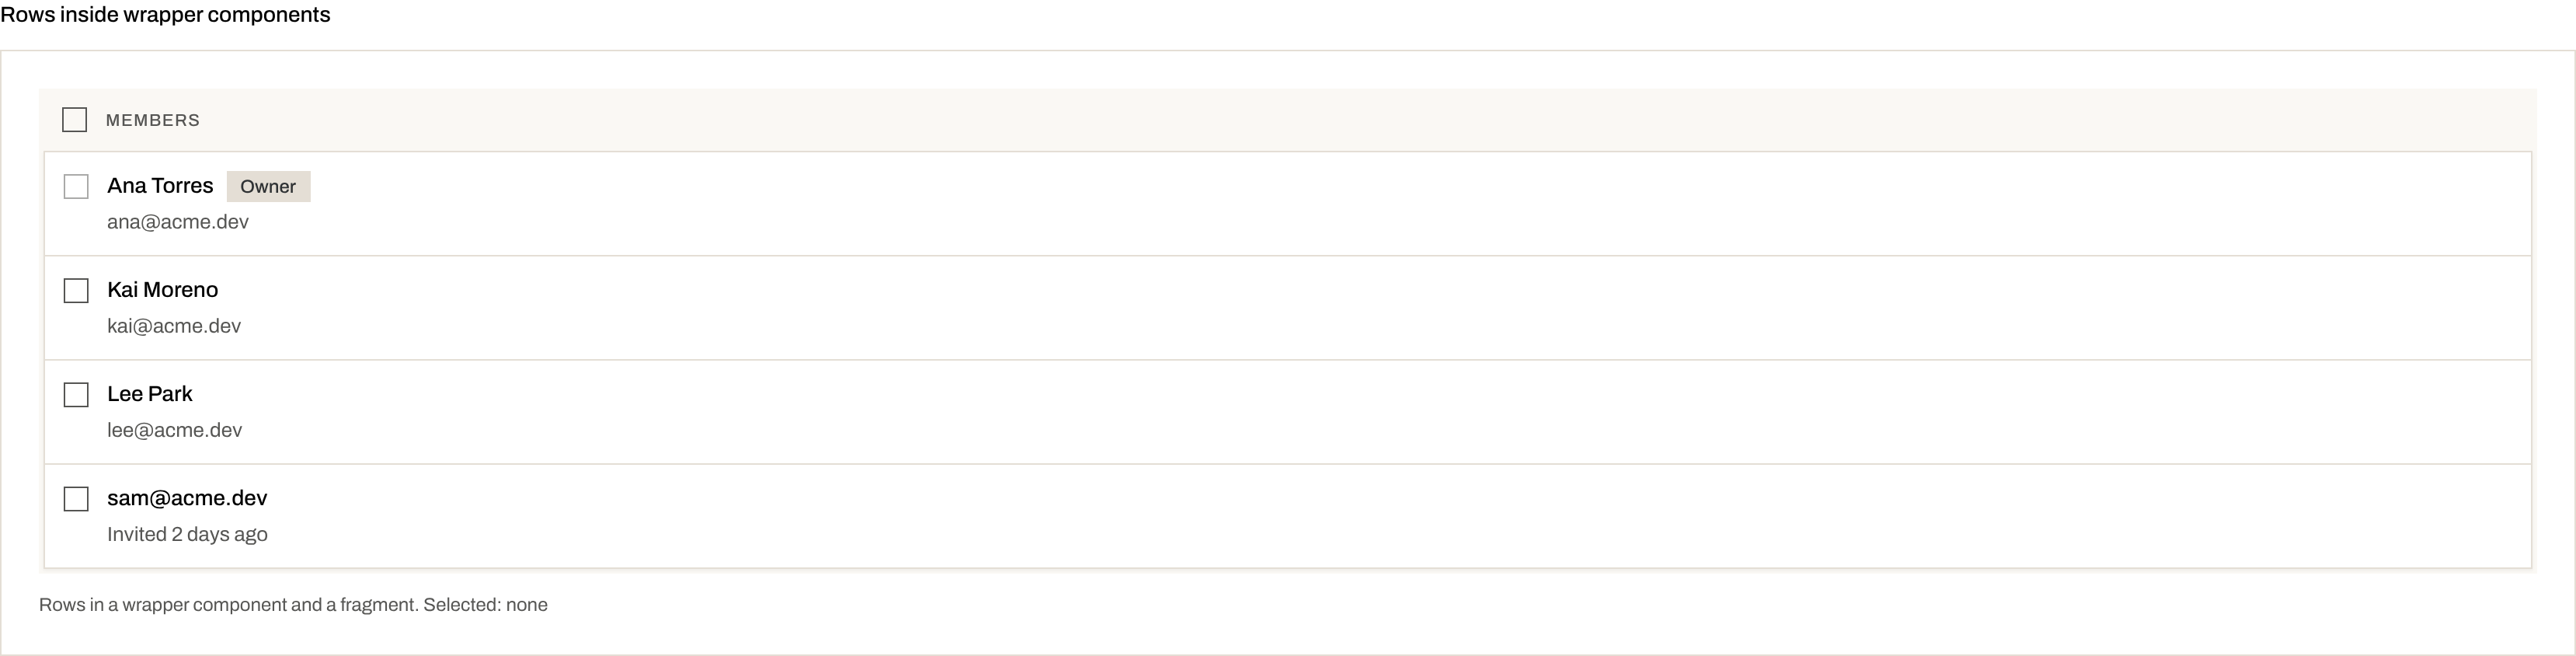 Rows inside wrapper components
MEMBERS
Ana Torres Owner
ana@acme.dev
Kai Moreno
kai@acme.dev
Lee Park
lee@acme.dev
sam@acme.dev
Invited 2 days ago
Rows in a wrapper component and a fragment. Selected: none